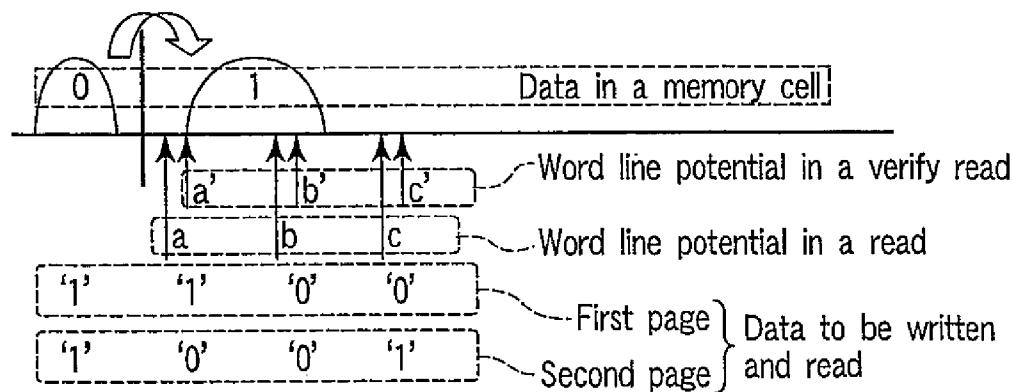 0 1 Data in a memory cell
a' b' c' Word line potential in a verify read
a b c Word line potential in a read
'1' '1' '0' '0' First page
'1' '0' '0' '1' Second page
Data to be written
and read